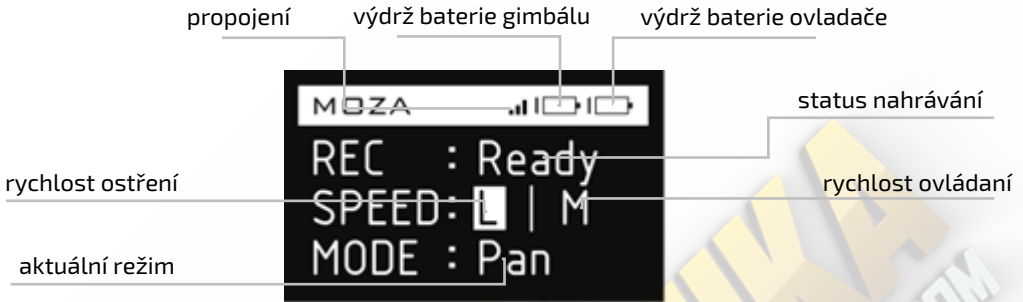 propojení
výdrž baterie gimbálu
výdrž baterie ovladače
MOZA
status nahrávání
REC : Ready
rychlost ostření
SPEED: L | M
rychlost ovládaní
MODE : Pan
aktuální režim